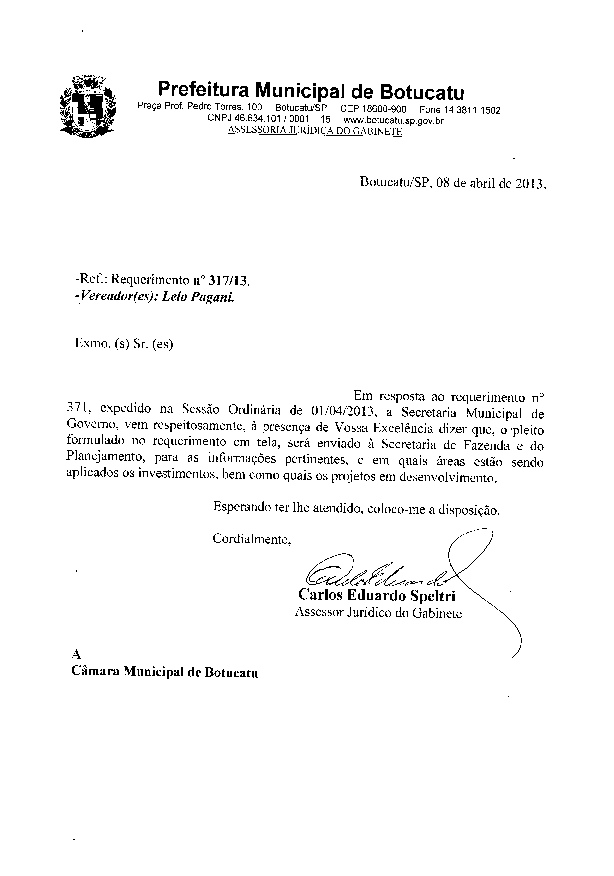 Prefeitura Municipal de Botucatu
Praça Prof. Pedro Torres, 100 Botucatu/SP CEP 18600-900 Fone 14 3811 1502
CNPJ 46.634.101 / 0001 - 15 www.botucatu.sp.gov.br
ASSESSORIA JURÍDICA DO GABINETE
Botucatu/SP, 08 de abril de 2013.
-Ref.: Requerimento nº 317/13.
-Vereador(es): Lelo Pagani.
Exmo. (s) Sr. (es)
Em resposta ao requerimento nº
371, expedido na Sessão Ordinária de 01/04/2013, a Secretaria Municipal de
Governo, vem respeitosamente, à presença de Vossa Excelência dizer que, o pleito
formulado no requerimento em tela, será enviado à Secretaria de Fazenda e do
Planejamento, para as informações pertinentes, e em quais áreas estão sendo
aplicados os investimentos, bem como quais os projetos em desenvolvimento.
Esperando ter lhe atendido, coloco-me a disposição.
Cordialmente,
Carlos Eduardo Speltri
Assessor Jurídico do Gabinete
A
Câmara Municipal de Botucatu